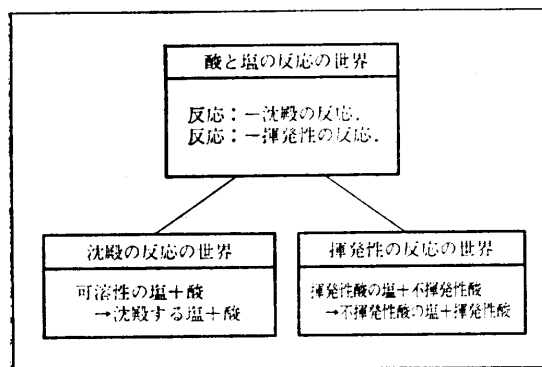 酸と塩の反応の世界
反応：－沈殿の反応．
反応：－揮発性の反応．
沈殿の反応の世界
可溶性の塩＋酸
→沈殿する塩＋酸
揮発性の反応の世界
揮発性酸の塩＋不揮発性酸
→不揮発性酸の塩＋揮発性酸